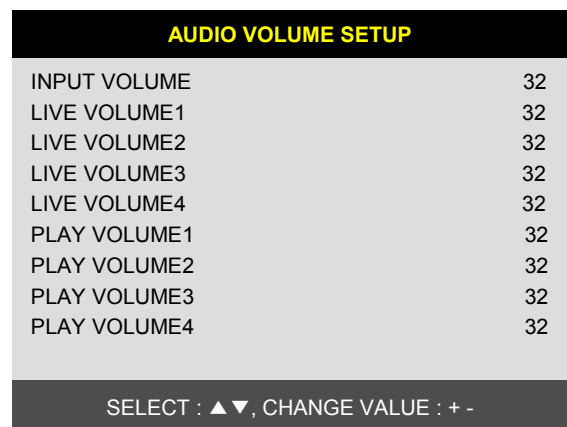 AUDIO VOLUME SETUP
INPUT VOLUME 32
LIVE VOLUME1 32
LIVE VOLUME2 32
LIVE VOLUME3 32
LIVE VOLUME4 32
PLAY VOLUME1 32
PLAY VOLUME2 32
PLAY VOLUME3 32
PLAY VOLUME4 32
SELECT : ▲▼, CHANGE VALUE : + -